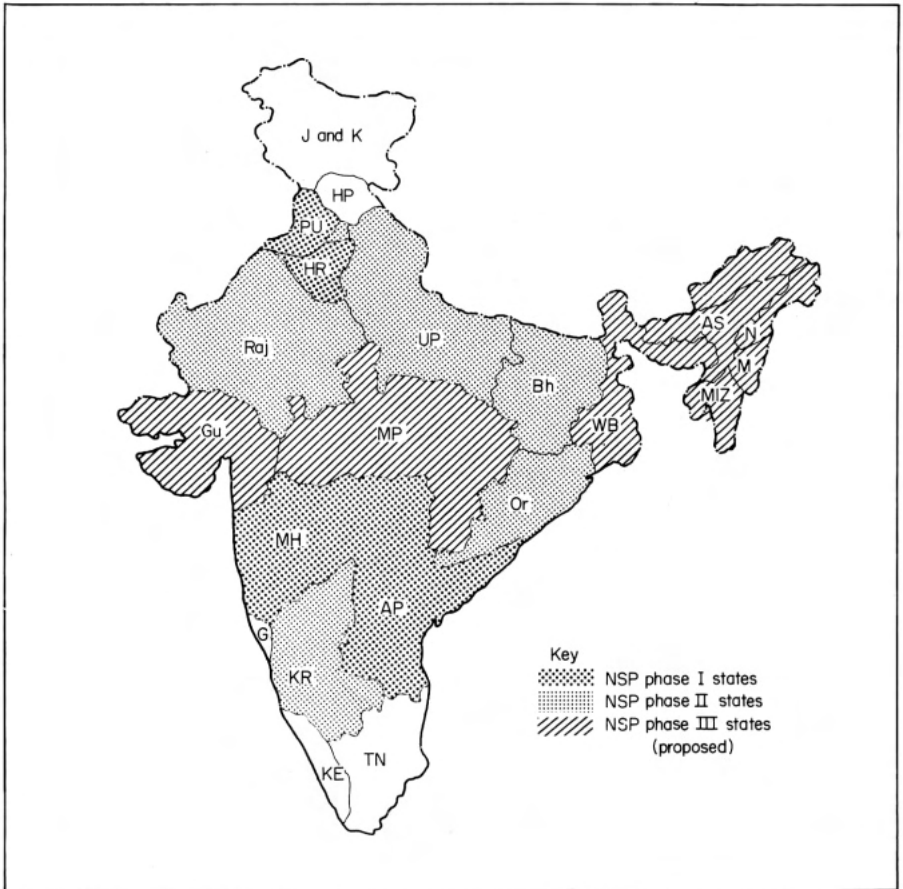 J and K
HP
PU
HR
Raj
UP
Bh
AS
N
M
MIZ
Gu
MP
WB
Or
MH
AP
G
KR
KE
TN
Key
NSP phase I states
NSP phase II states
NSP phase III states
(proposed)